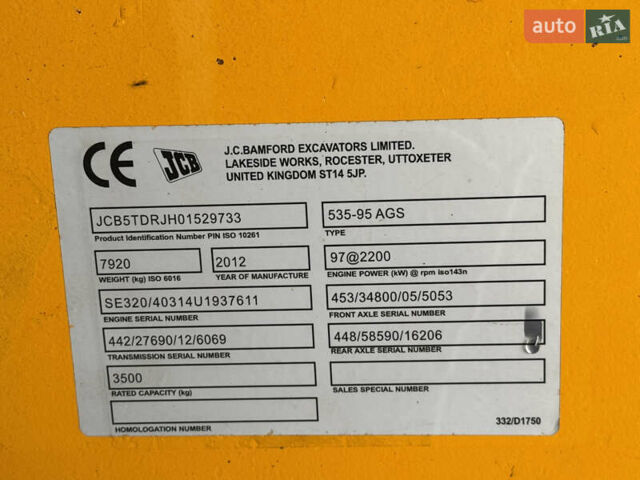 auto RIA
CE JCB
J.C.BAMFORD EXCAVATORS LIMITED.
LAKESIDE WORKS, ROCESTER, UTTOXETER
UNITED KINGDOM ST14 5JP.
JCB5TDRJH01529733
Product Identification Number PIN ISO 10261
535-95 AGS
TYPE
7920
WEIGHT (kg) ISO 6016
2012
YEAR OF MANUFACTURE
97@2200
ENGINE POWER (kW) @ rpm iso143n
SE320/40314U1937611
ENGINE SERIAL NUMBER
453/34800/05/5053
FRONT AXLE SERIAL NUMBER
442/27690/12/6069
TRANSMISSION SERIAL NUMBER
448/58590/16206
REAR AXLE SERIAL NUMBER
3500
RATED CAPACITY (kg)
SALES SPECIAL NUMBER
HOMOLOGATION NUMBER
332/D1750